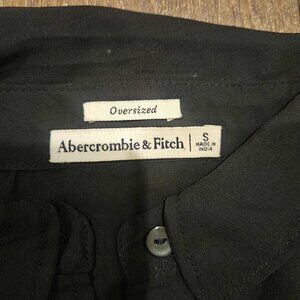 Oversized
Abercrombie & Fitch
S
MADE IN
INDIA